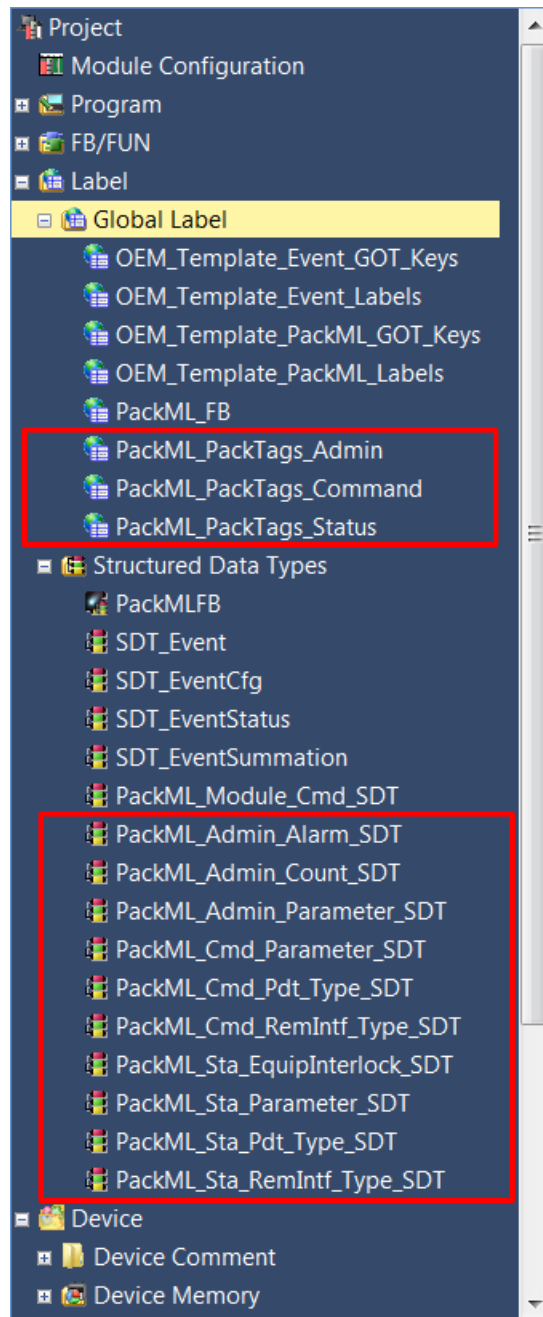 Project
Module Configuration
Program
FB/FUN
Label
Global Label
OEM_Template_Event_GOT_Keys
OEM_Template_Event_Labels
OEM_Template_PackML_GOT_Keys
OEM_Template_PackML_Labels
PackML_FB
PackML_PackTags_Admin
PackML_PackTags_Command
PackML_PackTags_Status
Structured Data Types
PackMLFB
SDT_Event
SDT_EventCfg
SDT_EventStatus
SDT_EventSummation
PackML_Module_Cmd_SDT
PackML_Admin_Alarm_SDT
PackML_Admin_Count_SDT
PackML_Admin_Parameter_SDT
PackML_Cmd_Parameter_SDT
PackML_Cmd_Pdt_Type_SDT
PackML_Cmd_RemIntf_Type_SDT
PackML_Sta_EquipInterlock_SDT
PackML_Sta_Parameter_SDT
PackML_Sta_Pdt_Type_SDT
PackML_Sta_RemIntf_Type_SDT
Device
Device Comment
Device Memory